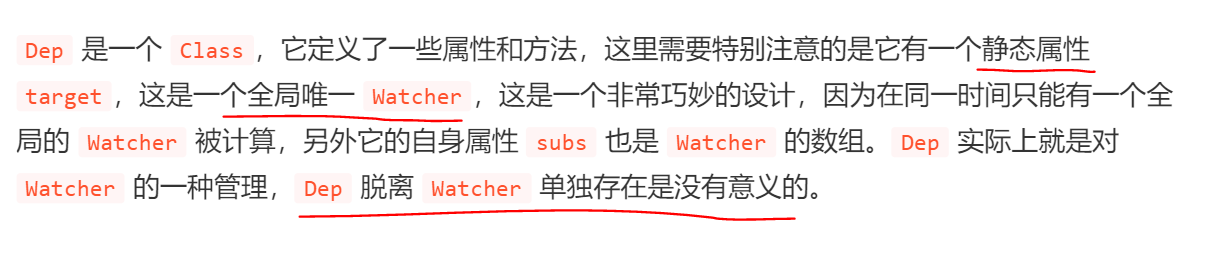 Dep 是一个 Class，它定义了一些属性和方法，这里需要特别注意的是它有一个静态属性
target，这是一个全局唯一 Watcher，这是一个非常巧妙的设计，因为在同一时间只能有一个全
局的 Watcher 被计算，另外它的自身属性 subs 也是 Watcher 的数组。Dep 实际上就是对
Watcher 的一种管理，Dep 脱离 Watcher 单独存在是没有意义的。